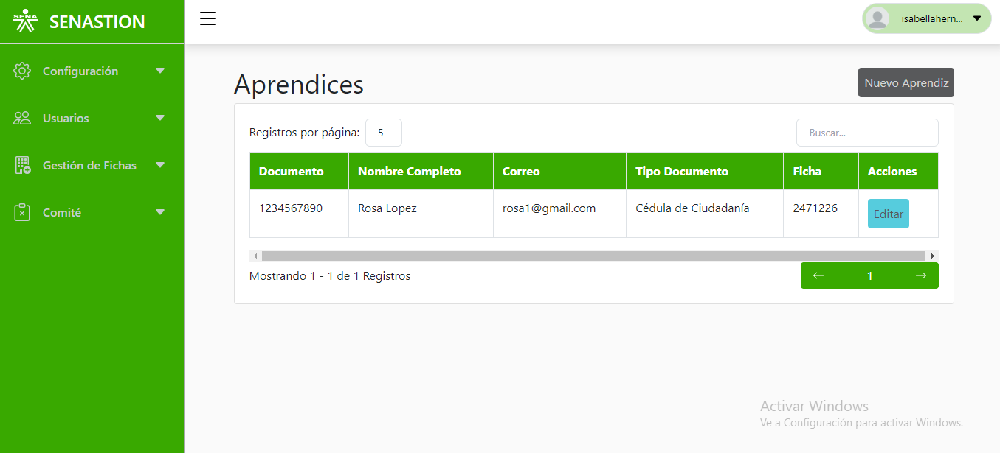 SENA
SENASTION
isabellahern...
Configuración
Usuarios
Gestión de Fichas
Comité
Aprendices
Nuevo Aprendiz
Registros por página: 5
Buscar...
Documento Nombre Completo Correo Tipo Documento Ficha Acciones
1234567890 Rosa Lopez rosa1@gmail.com Cédula de Ciudadanía 2471226 Editar
Mostrando 1 - 1 de 1 Registros
← 1 →
Activar Windows
Ve a Configuración para activar Windows.